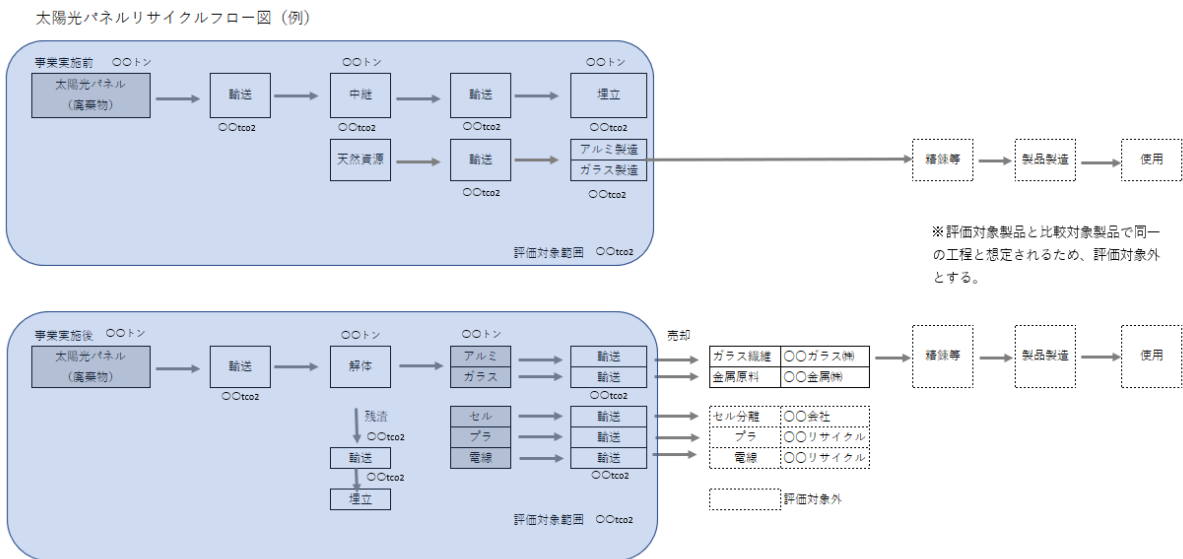 太陽光パネルリサイクルフロー図（例）
事業実施前　〇〇トン
〇〇トン
〇〇トン
太陽光パネル
（廃棄物）
輸送
中継
輸送
埋立
〇〇tco2
〇〇tco2
〇〇tco2
〇〇tco2
天然資源
輸送
アルミ製造
ガラス製造
精錬等
製品製造
使用
〇〇tco2
〇〇tco2
評価対象範囲　〇〇tco2
※評価対象製品と比較対象製品で同一
の工程と想定されるため、評価対象外
とする。
事業実施後　〇〇トン
〇〇トン
〇〇トン
売却
太陽光パネル
（廃棄物）
輸送
解体
アルミ
輸送
ガラス繊維
〇〇ガラス㈱
精錬等
製品製造
使用
ガラス
輸送
金属原料
〇〇金属㈱
〇〇tco2
〇〇tco2
残渣
〇〇tco2
セル
輸送
セル分離
〇〇会社
プラ
輸送
プラ
〇〇リサイクル
輸送
電線
輸送
電線
〇〇リサイクル
〇〇tco2
〇〇tco2
埋立
評価対象外
評価対象範囲　〇〇tco2